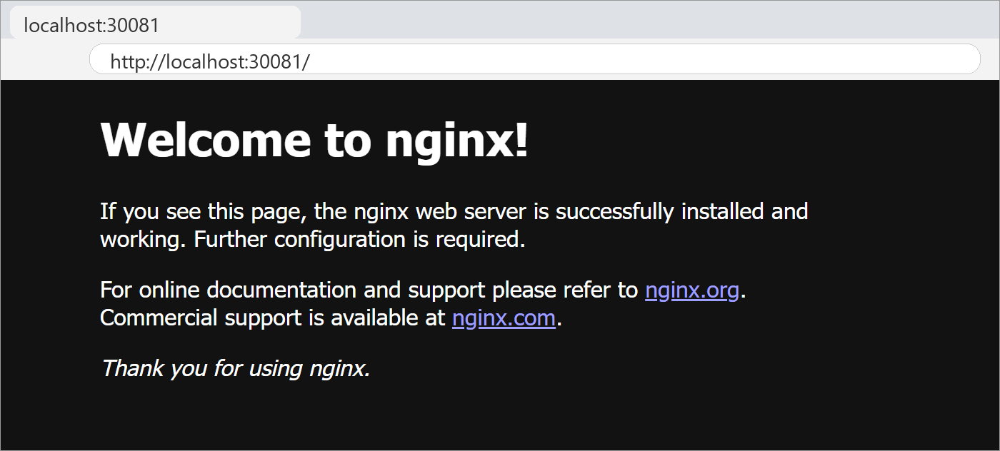 localhost:30081
http://localhost:30081/
Welcome to nginx!
If you see this page, the nginx web server is successfully installed and
working. Further configuration is required.
For online documentation and support please refer to nginx.org.
Commercial support is available at nginx.com.
Thank you for using nginx.